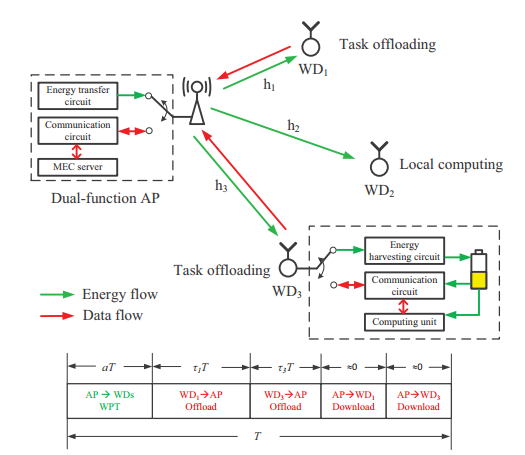 Task offloading
WD1
h1
Energy transfer
circuit
Communication
circuit
MEC server
Dual-function AP
h2
Local computing
WD2
h3
Task offloading
WD3
Energy
harvesting circuit
Communication
circuit
Computing unit
Energy flow
Data flow
aT
τ1T
τ3T
≈0
≈0
AP → WDs
WPT
WD1→AP
Offload
WD3→AP
Offload
AP→WD1
Download
AP→WD3
Download
T